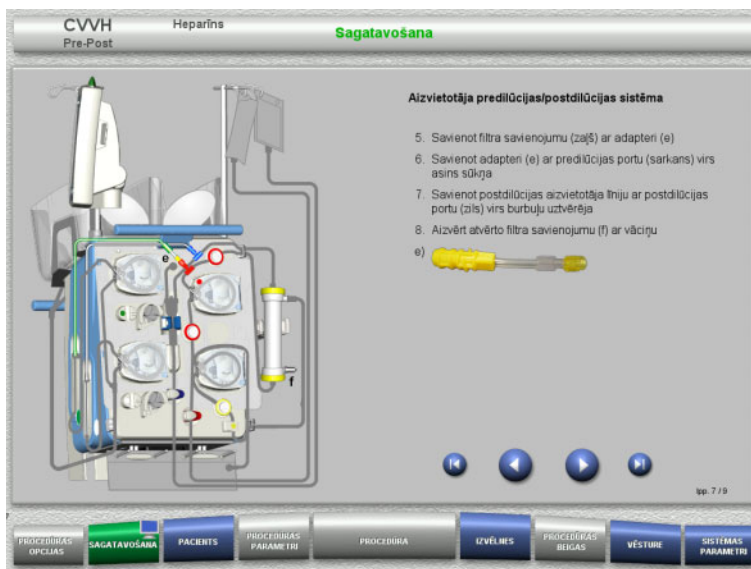 CVVH
Pre-Post
Heparīns
Sagatavošana
Aizvietotāja predilūcijas/postdilūcijas sistēma
5. Savienot filtra savienojumu (zaļš) ar adapteri (e)
6. Savienot adapteri (e) ar predilūcijas portu (sarkans) virs
asins sūkņa
7. Savienot postdilūcijas aizvietotāja līniju ar postdilūcijas
portu (zils) virs burbuļu uztvērēja
8. Aizvērt atvērto filtra savienojumu (f) ar vāciņu
e)
e
f
lpp. 7 / 9
PROCEDŪRAS
OPCIJAS
SAGATAVOŠANA
PACIENTS
PROCEDŪRAS
PARAMETRI
PROCEDŪRA
IZVĒLNES
PROCEDŪRAS
BEIGAS
VĒSTURE
SISTĒMAS
PARAMETRI